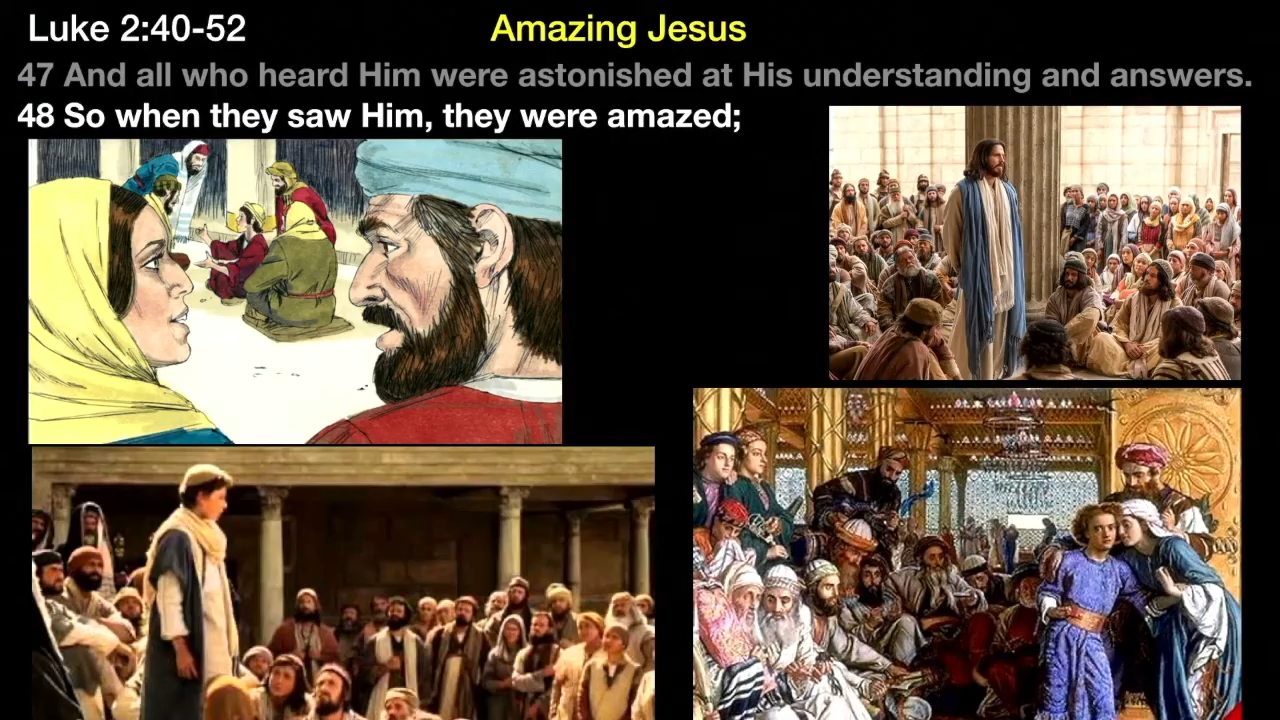 Luke 2:40-52
Amazing Jesus
47 And all who heard Him were astonished at His understanding and answers.
48 So when they saw Him, they were amazed;